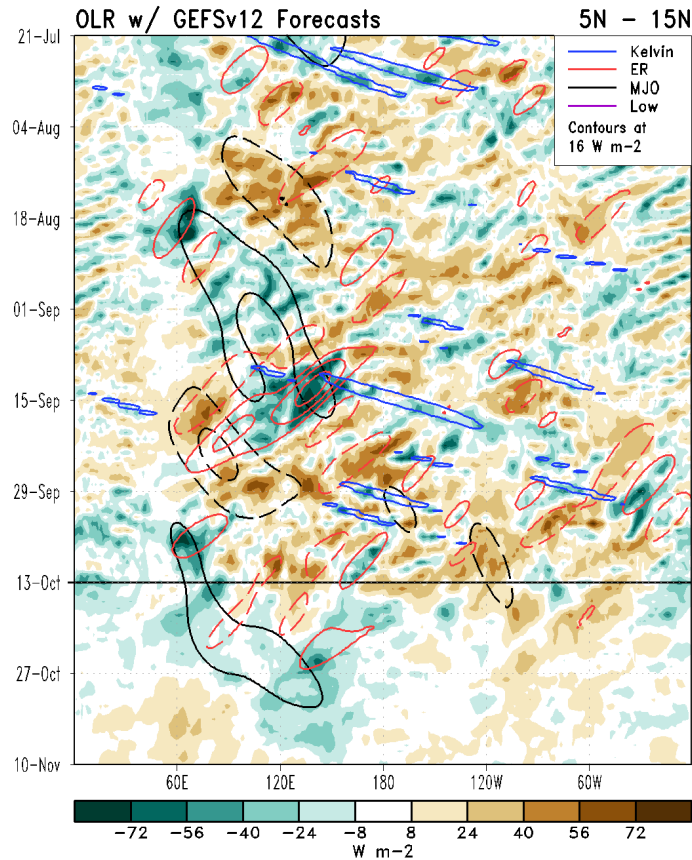 OLR w/ GEFSv12 Forecasts 5N - 15N
21-Jul
04-Aug
18-Aug
01-Sep
15-Sep
29-Sep
13-Oct
27-Oct
10-Nov
Kelvin
ER
MJO
Low
Contours at
16 W m-2
60E 120E 180 120W 60W
-72 -56 -40 -24 -8 8 24 40 56 72
W m-2